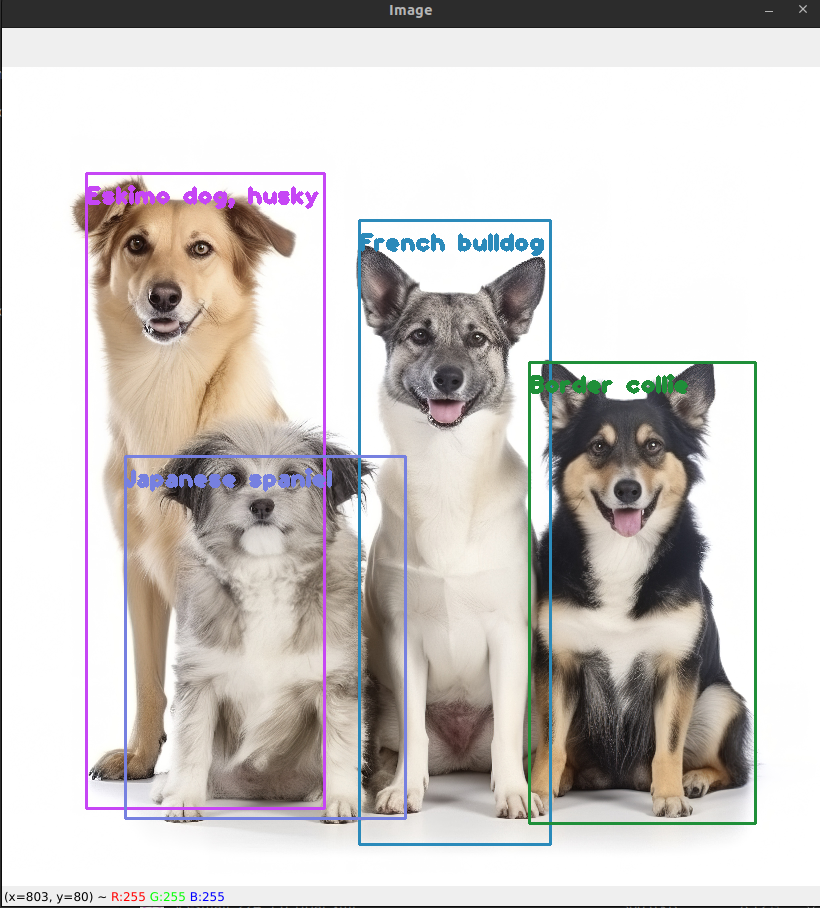 Image
Eskimo dog, husky
French bulldog
Border collie
Japanese spaniel
(x=803, y=80) ~ R:255 G:255 B:255